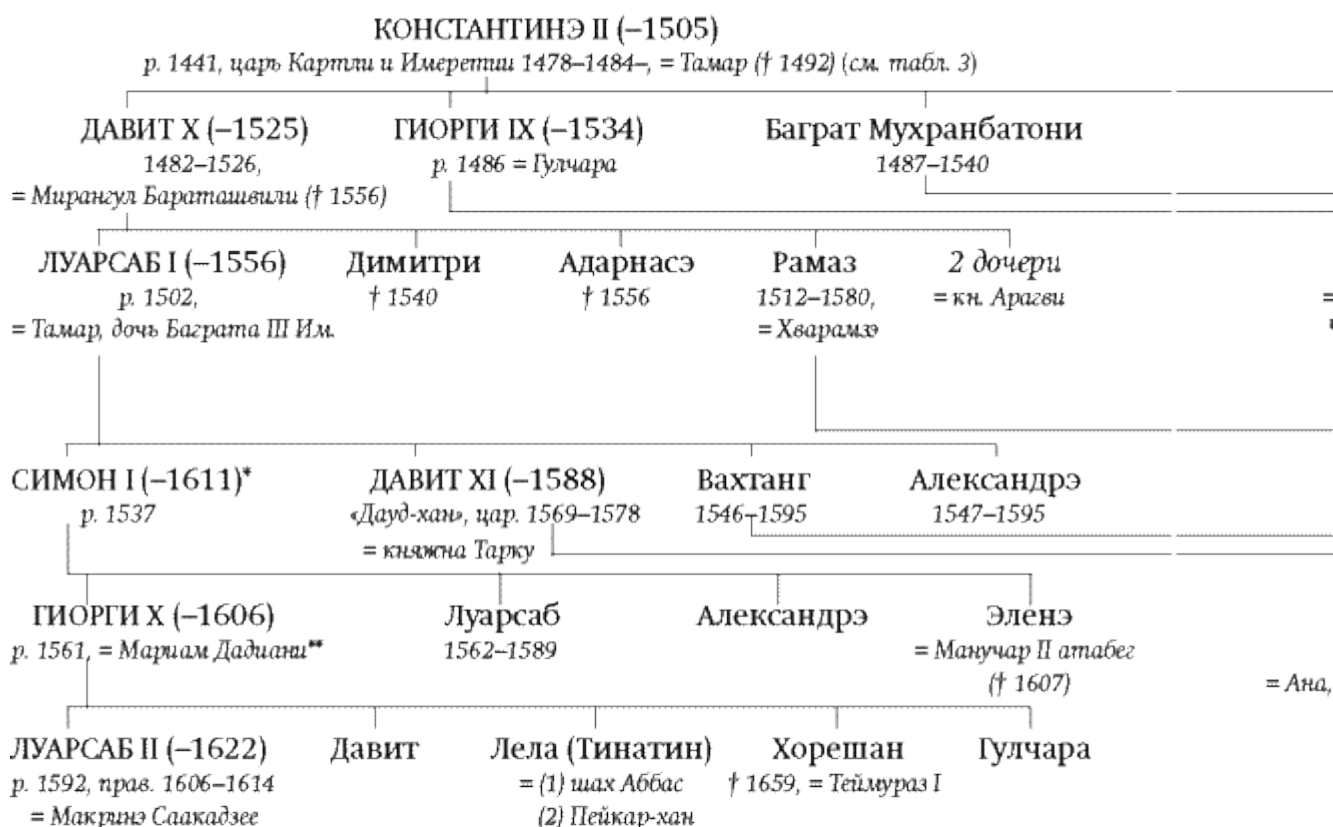 КОНСТАНТИНЭ II (–1505)
р. 1441, царь Картли и Имеретии 1478–1484–, = Тамар († 1492) (см. табл. 3)
ДАВИТ X (–1525) ГИОРГИ IX (–1534) Баграт Мухранбатони
1482–1526, р. 1486 = Гулчара 1487–1540
= Мирангул Бараташвили († 1556)
ЛУАРСАБ I (–1556) Димитри Адарнасэ Рамаз 2 дочери
р. 1502, † 1540 † 1556 1512–1580, = кн. Арагви =
= Тамар, дочь Баграта III Им. = Хварамзэ
СИМОН I (–1611)* ДАВИТ XI (–1588) Вахтанг Александрэ
р. 1537 «Дауд-хан», цар. 1569–1578 1546–1595 1547–1595
= княжна Тарку
ГИОРГИ X (–1606) Луарсаб Александрэ Эленэ
р. 1561, = Мариам Дадиани** 1562–1589 = Манучар II атабег
(† 1607) = Ана,
ЛУАРСАБ II (–1622) Давит Лела (Тинатин) Хорешан Гулчара
р. 1592, прав. 1606–1614 = (1) шах Аббас † 1659, = Теймураз I
= Макринэ Саакадзее (2) Пейкар-хан